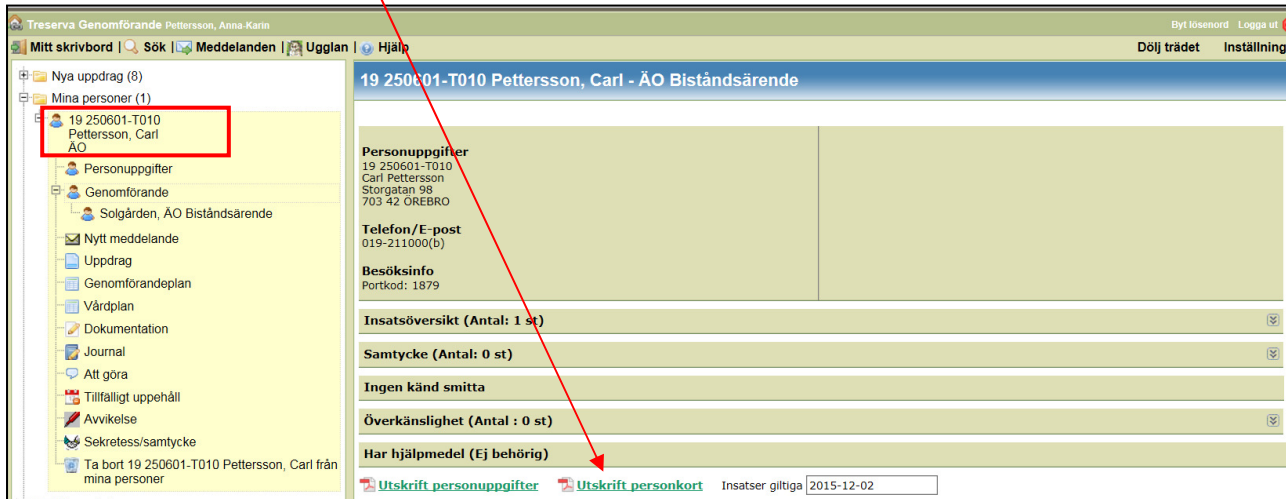 Treserva Genomförande Pettersson, Anna-Karin
Byt lösenord Logga ut
Mitt skrivbord | Sök | Meddelanden | Ugglan | Hjälp
Dölj trädet Inställning
Nya uppdrag (8)
Mina personer (1)
19 250601-T010
Pettersson, Carl
ÄO
Personuppgifter
Genomförande
Solgården, ÄO Biståndsärende
Nytt meddelande
Uppdrag
Genomförandeplan
Vårdplan
Dokumentation
Journal
Att göra
Tillfälligt uppehåll
Avvikelse
Sekretess/samtycke
Ta bort 19 250601-T010 Pettersson, Carl från
mina personer
19 250601-T010 Pettersson, Carl - ÄO Biståndsärende
Personuppgifter
19 250601-T010
Carl Pettersson
Storgatan 98
703 42 ÖREBRO
Telefon/E-post
019-211000(b)
Besöksinfo
Portkod: 1879
Insatsöversikt (Antal: 1 st)
Samtycke (Antal: 0 st)
Ingen känd smitta
Överkänslighet (Antal : 0 st)
Har hjälpmedel (Ej behörig)
Utskrift personuppgifter Utskrift personkort Insatser giltiga 2015-12-02